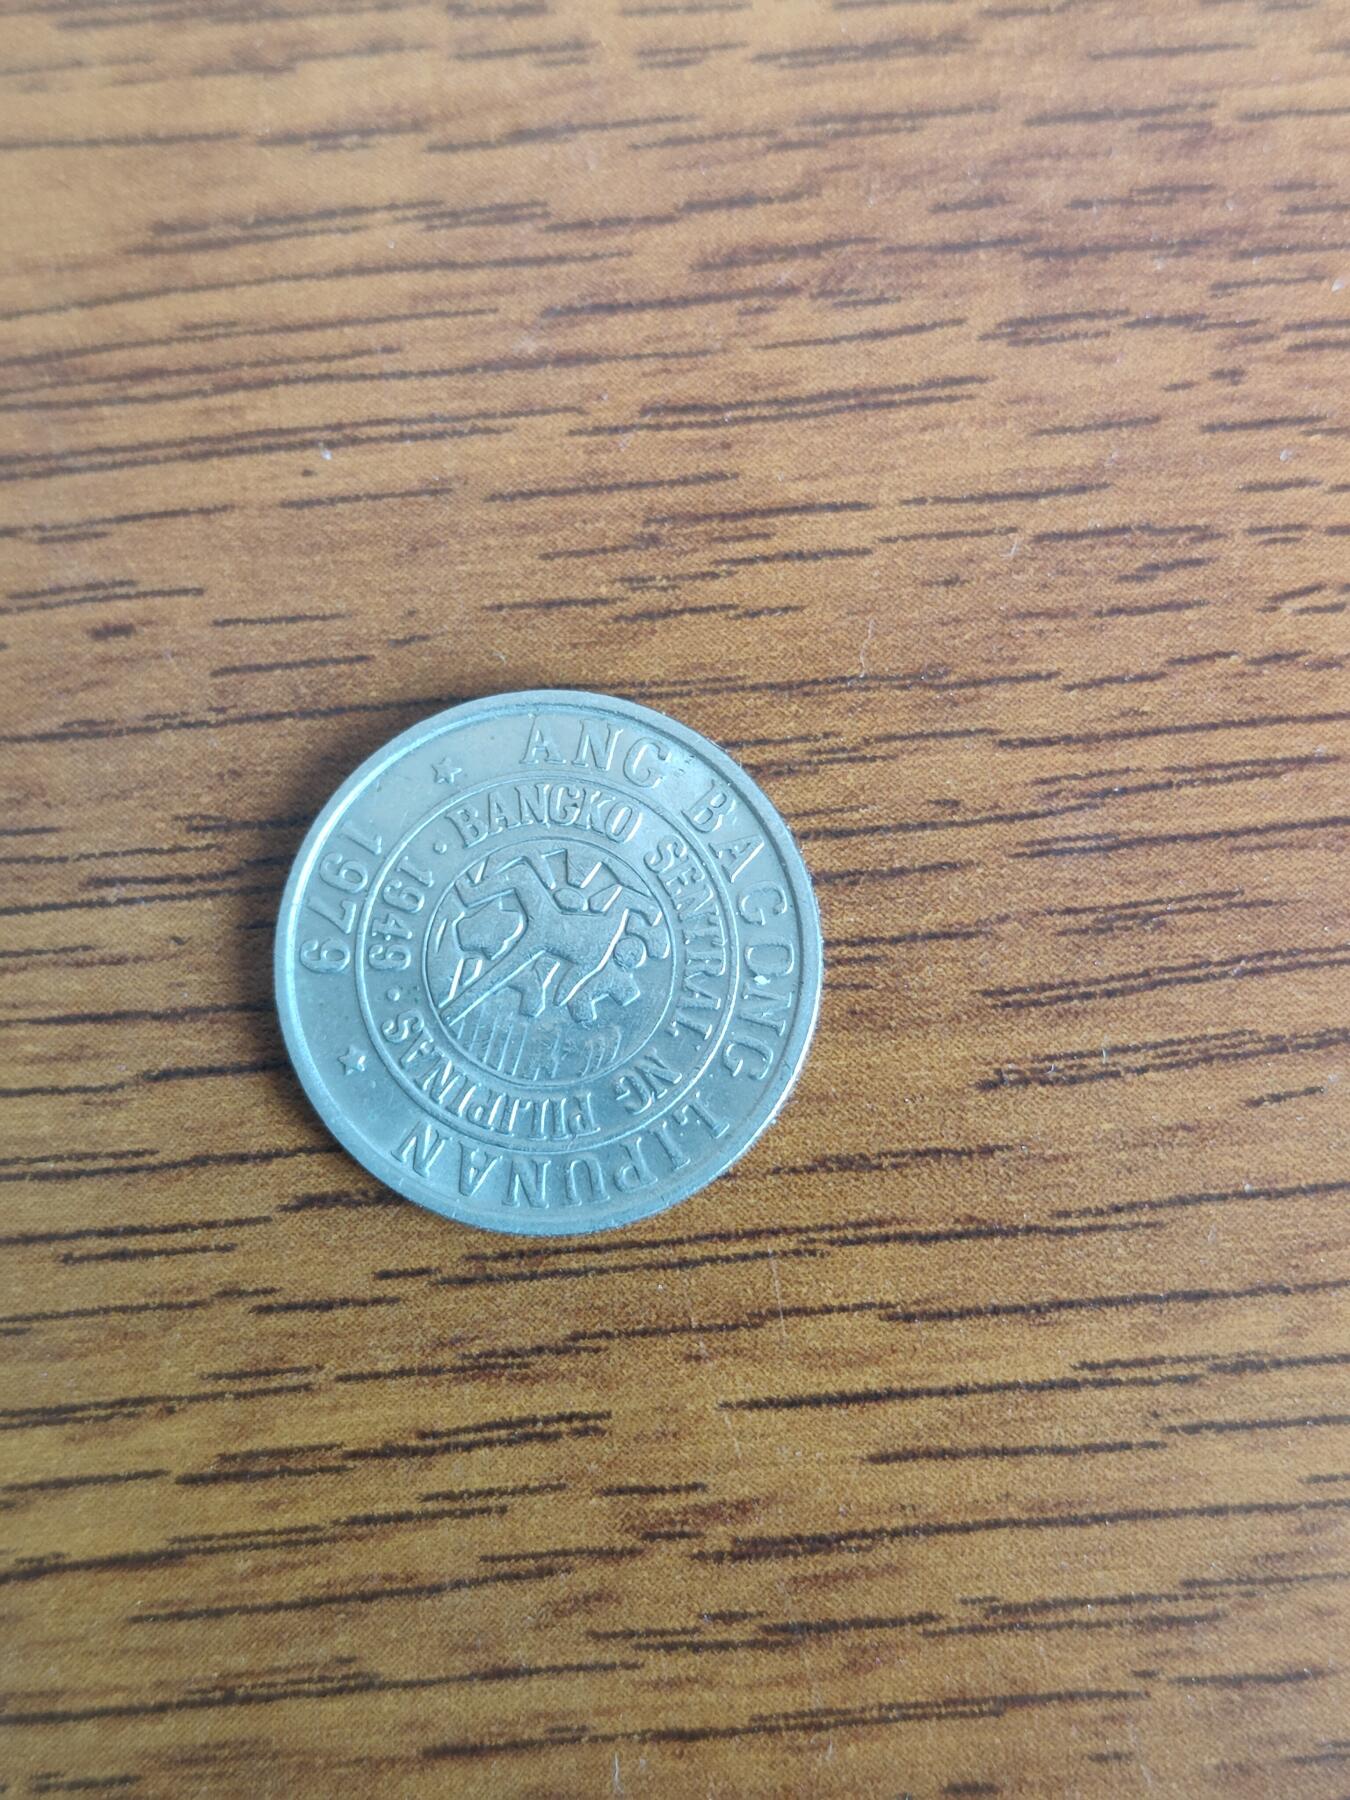 ANG BAGONG LIPUNAN
1979
BANGKO SENTRAL NG PILIPINAS
1949